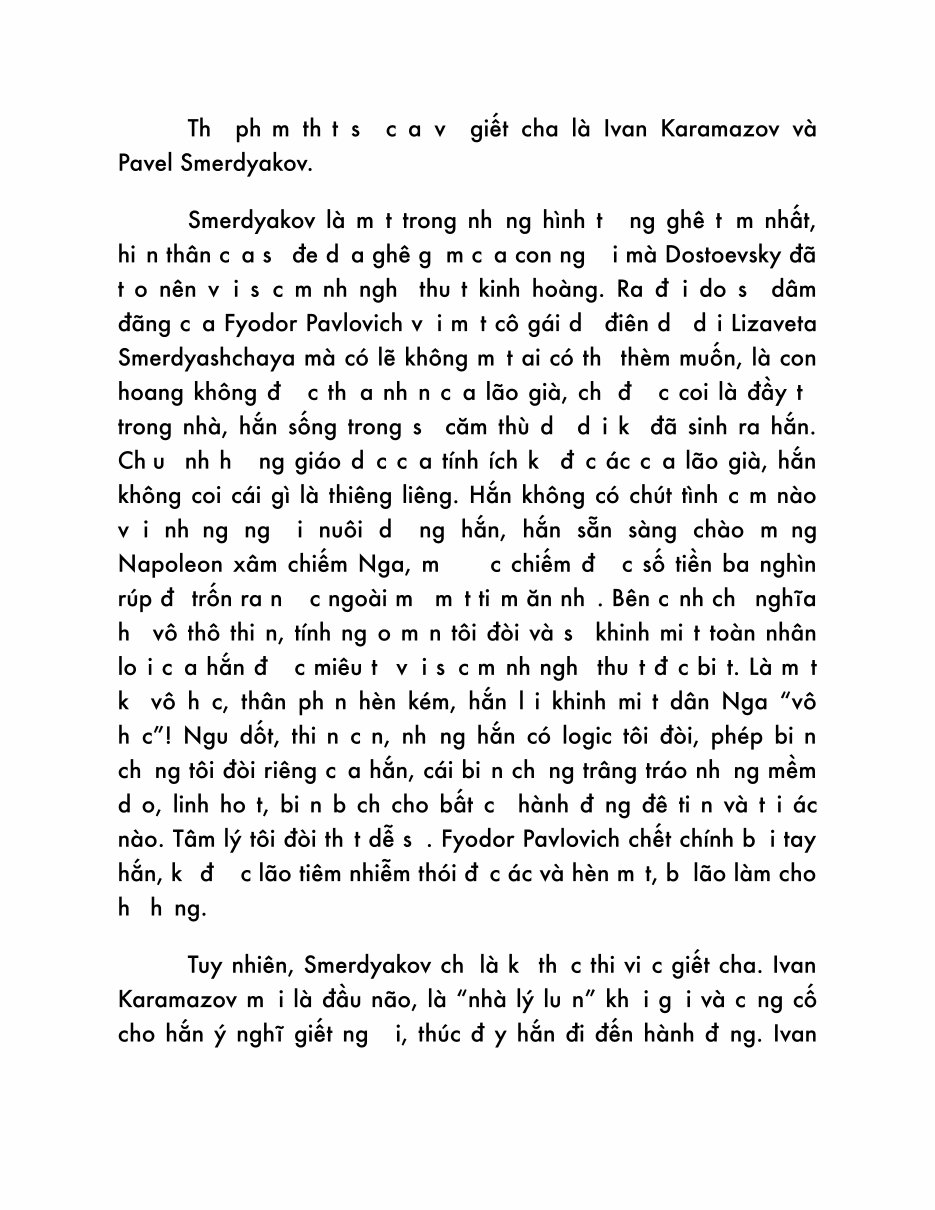 Th ph m th t s c a v giết cha là Ivan Karamazov và
Pavel Smerdyakov.
Smerdyakov là m t trong nh ng hình t ng ghê t m nhất,
hi n thân c a s đe d a ghê g m c a con ng i mà Dostoevsky đã
t o nên v i s c m nh ngh thu t kinh hoàng. Ra đ i do s dâm
đãng c a Fyodor Pavlovich v i m t cô gái d điên d d i Lizaveta
Smerdyashchaya mà có lẽ không m t ai có th thèm muốn, là con
hoang không đ c th a nh n c a lão già, ch đ c coi là đầy t
trong nhà, hắn sống trong s căm thù d d i k đã sinh ra hắn.
Ch u nh h ng giáo d c c a tính ích k đ c ác c a lão già, hắn
không coi cái gì là thiêng liêng. Hắn không có chút tình c m nào
v i nh ng ng i nuôi d ng hắn, hắn sẵn sàng chào m ng
Napoleon xâm chiếm Nga, m c chiếm đ c số tiền ba nghìn
rúp đ trốn ra n c ngoài m m t ti m ăn nh . Bên c nh ch nghĩa
h vô thô thi n, tính ng o m n tôi đòi và s khinh mi t toàn nhân
lo i c a hắn đ c miêu t v i s c m nh ngh thu t đ c bi t. Là m t
k vô h c, thân ph n hèn kém, hắn l i khinh mi t dân Nga “vô
h c”! Ngu dốt, thi n c n, nh ng hắn có logic tôi đòi, phép bi n
ch ng tôi đòi riêng c a hắn, cái bi n ch ng trâng tráo nh ng mềm
d o, linh ho t, bi n b ch cho bất c hành đ ng đê ti n và t i ác
nào. Tâm lý tôi đòi th t dễ s . Fyodor Pavlovich chết chính b i tay
hắn, k đ c lão tiêm nhiễm thói đ c ác và hèn m t, b lão làm cho
h h ng.
Tuy nhiên, Smerdyakov ch là k th c thi vi c giết cha. Ivan
Karamazov m i là đầu não, là “nhà lý lu n” kh i g i và c ng cố
cho hắn ý nghĩ giết ng i, thúc đ y hắn đi đến hành đ ng. Ivan